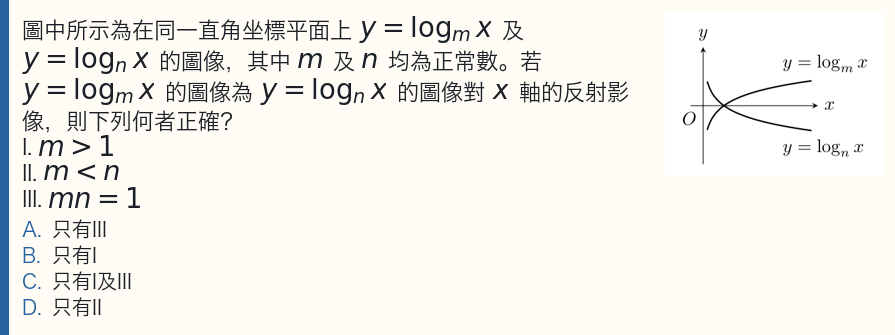 圖中所示為在同一直角坐標平面上 y = log_m x 及
y = log_n x 的圖像，其中 m 及 n 均為正常數。若
y = log_m x 的圖像為 y = log_n x 的圖像對 x 軸的反射影
像，則下列何者正確?
I. m > 1
II. m < n
III. mn = 1
A. 只有III
B. 只有I
C. 只有I及III
D. 只有II
y
y = log_m x
x
O
y = log_n x